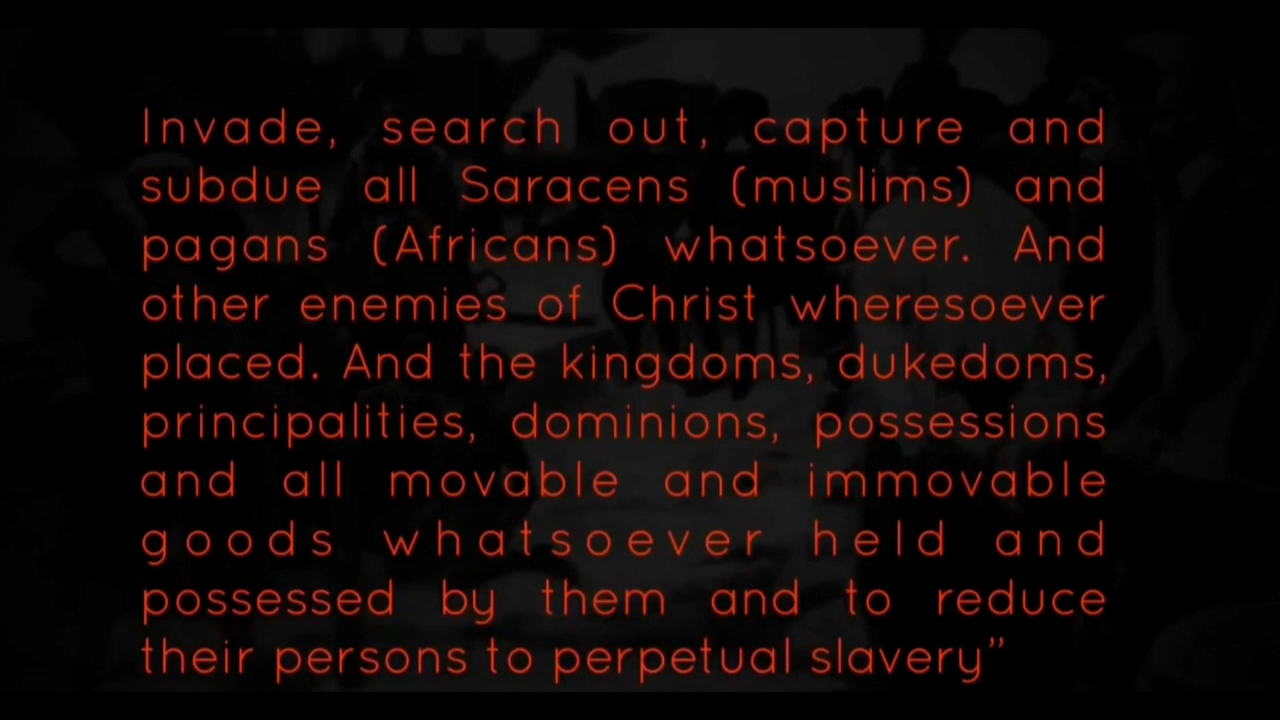 Invade, search out, capture and
subdue all Saracens (muslims) and
pagans (Africans) whatsoever. And
other enemies of Christ wheresoever
placed. And the kingdoms, dukedoms,
principalities, dominions, possessions
and all movable and immovable
goods whatsoever held and
possessed by them and to reduce
their persons to perpetual slavery”